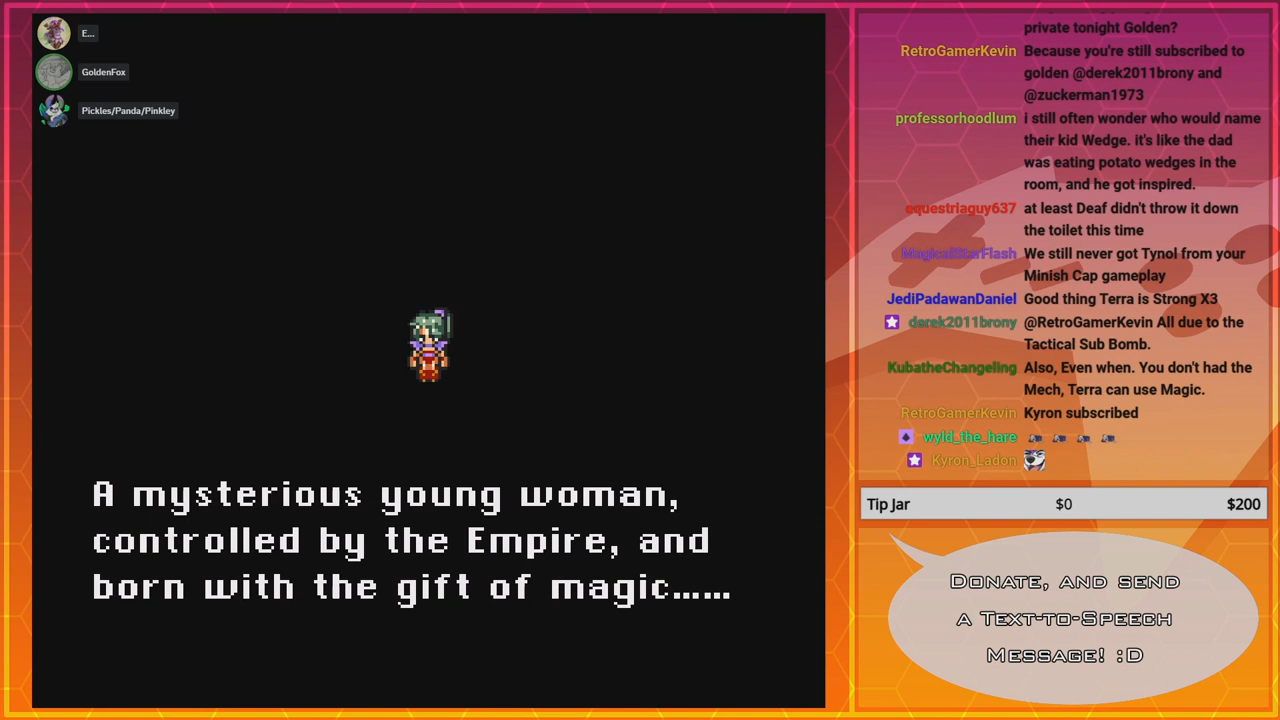 E...
GoldenFox
Pickles/Panda/Pinkley
A mysterious young woman,
controlled by the Empire, and
born with the gift of magic......
private tonight Golden?
RetroGamerKevin Because you're still subscribed to
golden @derek2011brony and
@zuckerman1973
professorhoodlum i still often wonder who would name
their kid Wedge. it's like the dad
was eating potato wedges in the
room, and he got inspired.
equestriaguy637 at least Deaf didn't throw it down
the toilet this time
MagicalStarFlash We still never got Tynol from your
Minish Cap gameplay
JediPadawanDaniel Good thing Terra is Strong X3
derek2011brony @RetroGamerKevin All due to the
Tactical Sub Bomb.
KubatheChangeling Also, Even when. You don't had the
Mech, Terra can use Magic.
RetroGamerKevin Kyron subscribed
wyld_the_hare
Kyron_Ladon
Tip Jar $0 $200
Donate, and send
a Text-to-Speech
Message! :D